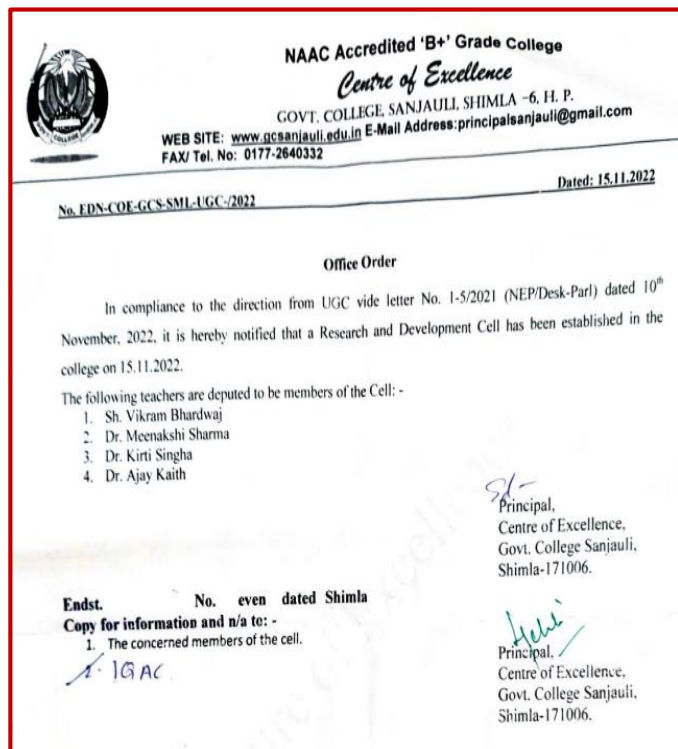 NAAC Accredited ‘B+’ Grade College
Centre of Excellence
GOVT. COLLEGE, SANJAULI, SHIMLA -6, H. P.
WEB SITE: www.gcsanjauli.edu.in E-Mail Address:principalsanjauli@gmail.com
FAX/ Tel. No: 0177-2640332
No. EDN-COE-GCS-SML-UGC-/2022
Dated: 15.11.2022
Office Order
In compliance to the direction from UGC vide letter No. 1-5/2021 (NEP/Desk-Parl) dated 10th
November, 2022, it is hereby notified that a Research and Development Cell has been established in the
college on 15.11.2022.
The following teachers are deputed to be members of the Cell: -
1. Sh. Vikram Bhardwaj
2. Dr. Meenakshi Sharma
3. Dr. Kirti Singha
4. Dr. Ajay Kaith
Sd/-
Principal,
Centre of Excellence,
Govt. College Sanjauli,
Shimla-171006.
Endst. No. even dated Shimla
Copy for information and n/a to: -
1. The concerned members of the cell.
2. IQAC
Principal,
Centre of Excellence,
Govt. College Sanjauli,
Shimla-171006.